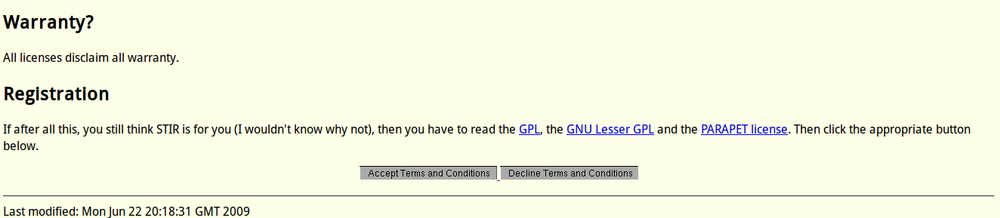 Warranty?
All licenses disclaim all warranty.
Registration
If after all this, you still think STIR is for you (I wouldn't know why not), then you have to read the GPL, the GNU Lesser GPL and the PARAPET license. Then click the appropriate button
below.
Accept Terms and Conditions Decline Terms and Conditions
Last modified: Mon Jun 22 20:18:31 GMT 2009